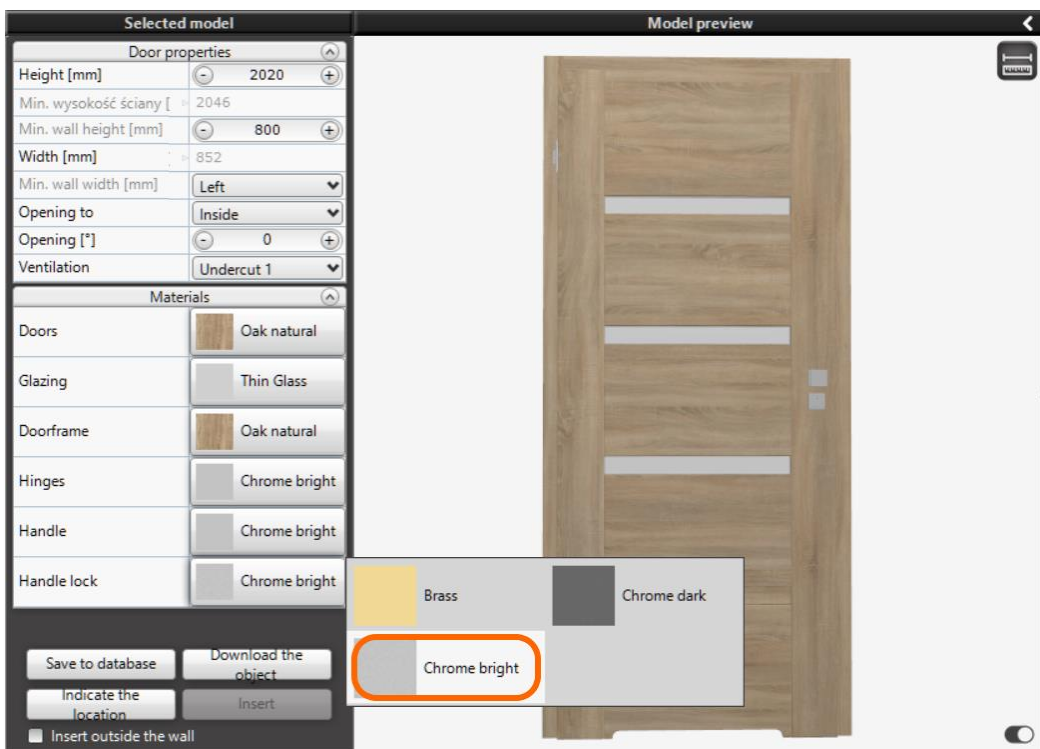 Selected model
Model preview
Door properties
Height [mm] 2020
Min. wysokość ściany [ 2046
Min. wall height [mm] 800
Width [mm] 852
Min. wall width [mm] Left
Opening to Inside
Opening [°] 0
Ventilation Undercut 1
Materials
Doors Oak natural
Glazing Thin Glass
Doorframe Oak natural
Hinges Chrome bright
Handle Chrome bright
Handle lock Chrome bright
Brass
Chrome dark
Chrome bright
Save to database
Download the
object
Indicate the
location
Insert
Insert outside the wall